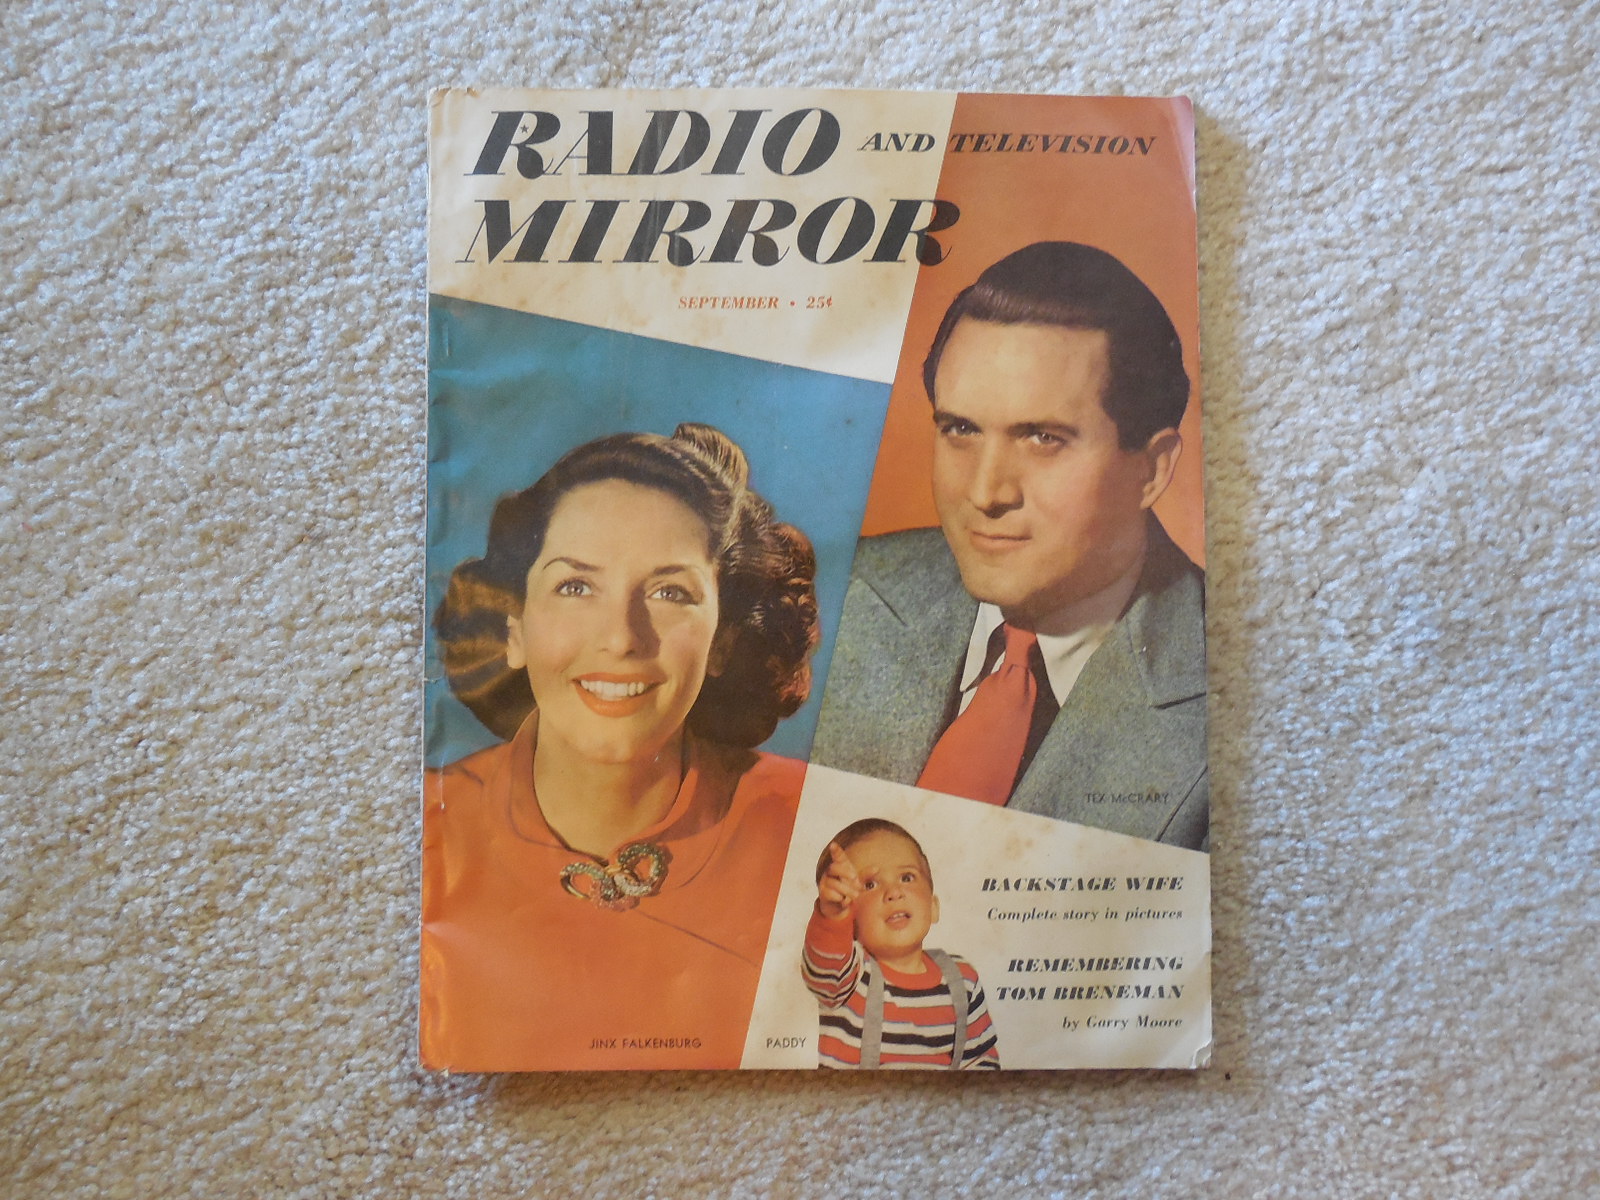 RADIO AND TELEVISION
MIRROR
SEPTEMBER • 25¢
TEX McCRARY
BACKSTAGE WIFE
Complete story in pictures
REMEMBERING
TOM BRENEMAN
by Garry Moore
JINX FALKENBURG
PADDY